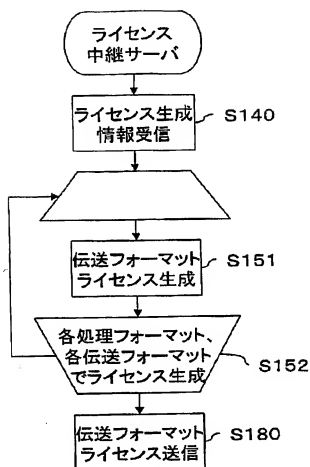 ライセンス
中継サーバ
ライセンス生成
情報受信
S140
伝送フォーマット
ライセンス生成
S151
各処理フォーマット、
各伝送フォーマット
でライセンス生成
S152
伝送フォーマット
ライセンス送信
S180